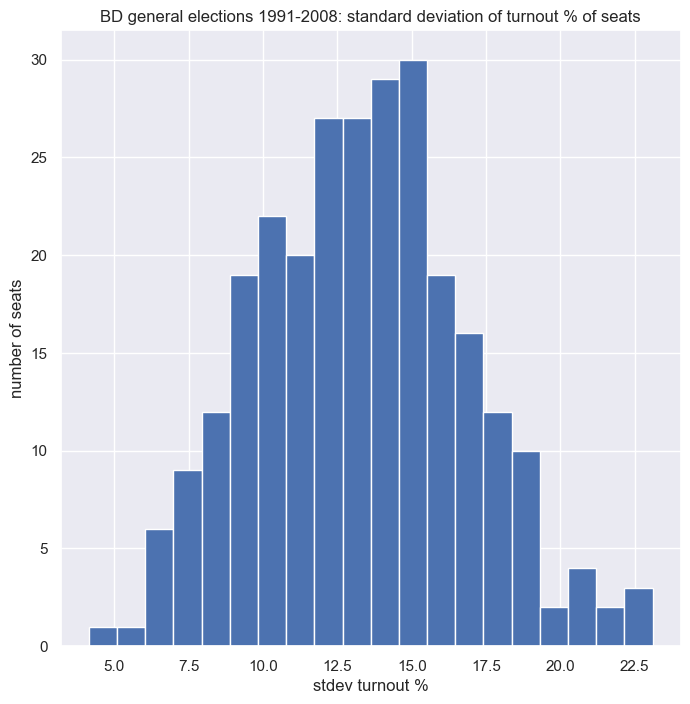 BD general elections 1991-2008: standard deviation of turnout % of seats
30
25
20
15
10
5
0
number of seats
5.0 7.5 10.0 12.5 15.0 17.5 20.0 22.5
stdev turnout %